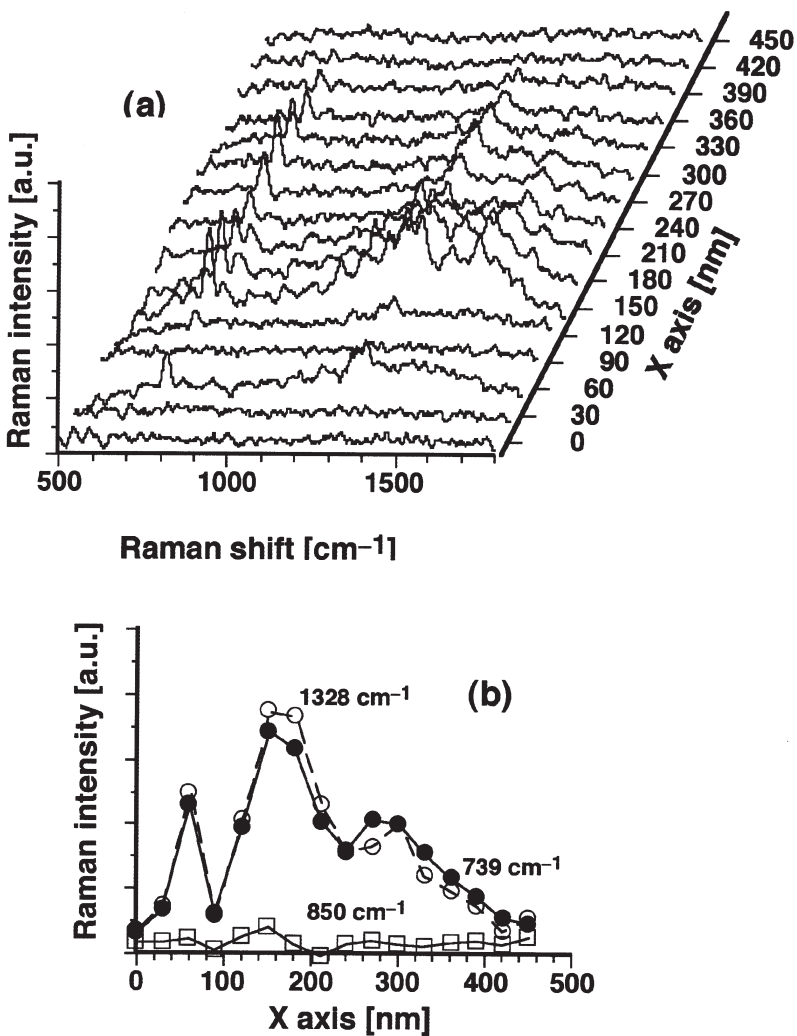 (a)
Raman intensity [a.u.]
450
420
390
360
330
300
270
240
210
180
150
120
90
60
30
0
X axis [nm]
500 1000 1500
Raman shift [cm⁻¹]
(b)
Raman intensity [a.u.]
1328 cm⁻¹
739 cm⁻¹
850 cm⁻¹
0 100 200 300 400 500
X axis [nm]